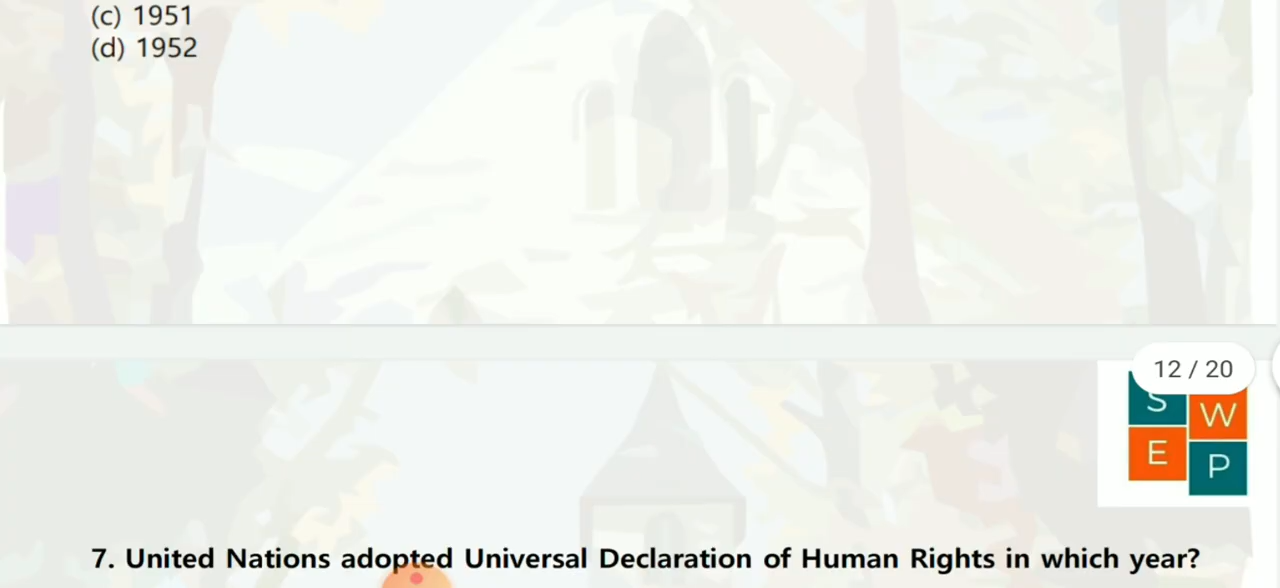 (c) 1951
(d) 1952
12 / 20
S W
E P
7. United Nations adopted Universal Declaration of Human Rights in which year?